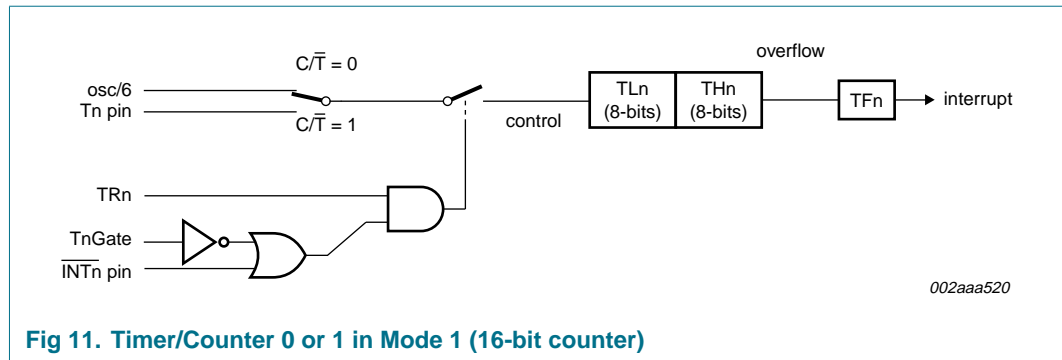 overflow
C/T̅ = 0
osc/6
Tn pin
C/T̅ = 1
TLn
(8-bits)
THn
(8-bits)
TFn
interrupt
control
TRn
TnGate
I̅N̅T̅n pin
002aaa520
Fig 11. Timer/Counter 0 or 1 in Mode 1 (16-bit counter)